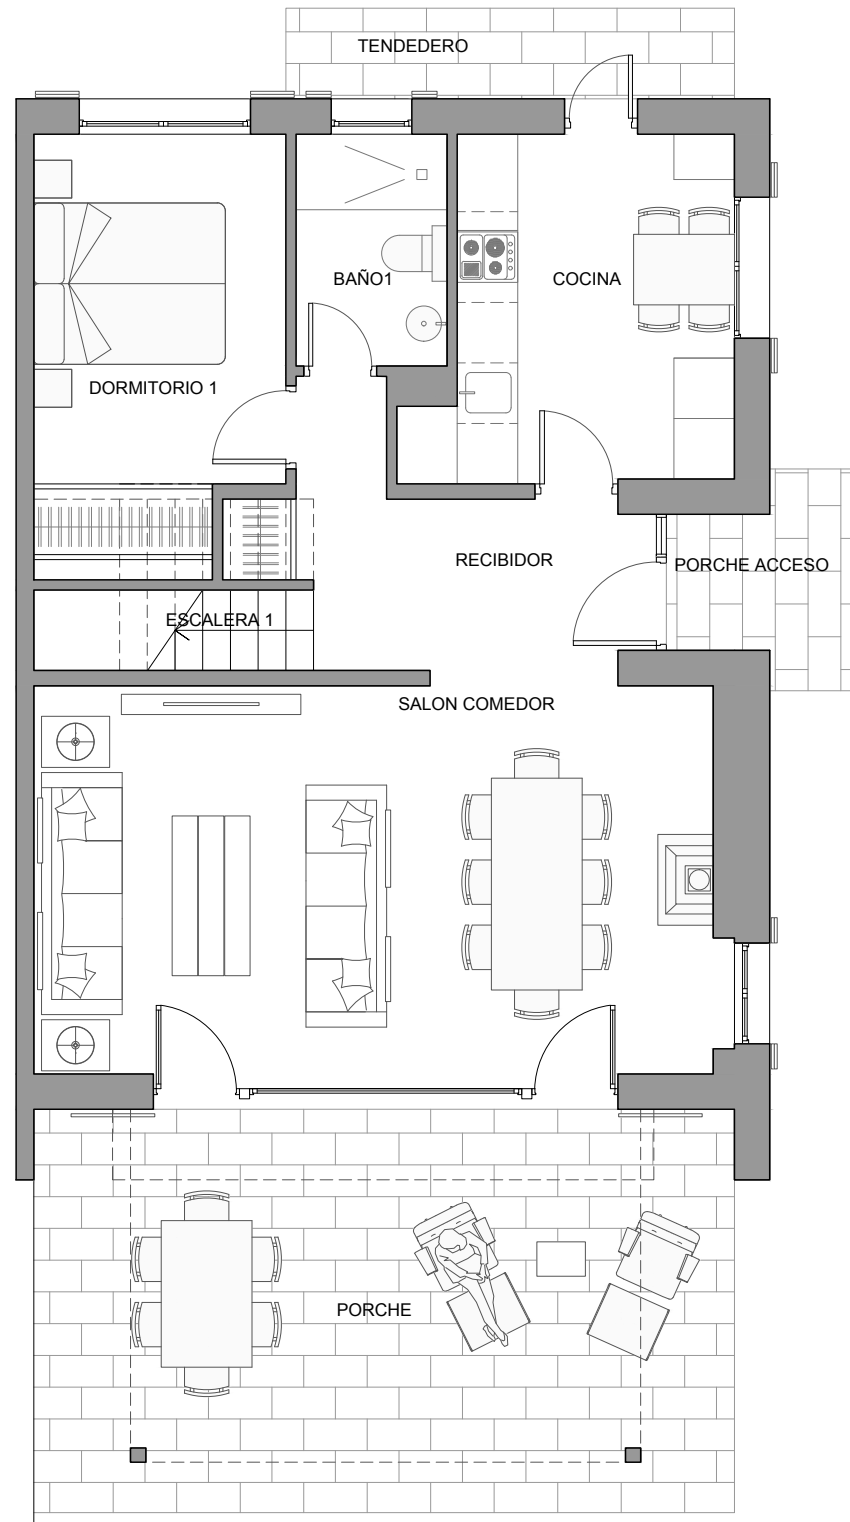 TENDEDERO
BAÑO1
COCINA
DORMITORIO 1
RECIBIDOR
PORCHE ACCESO
ESCALERA 1
SALON COMEDOR
PORCHE